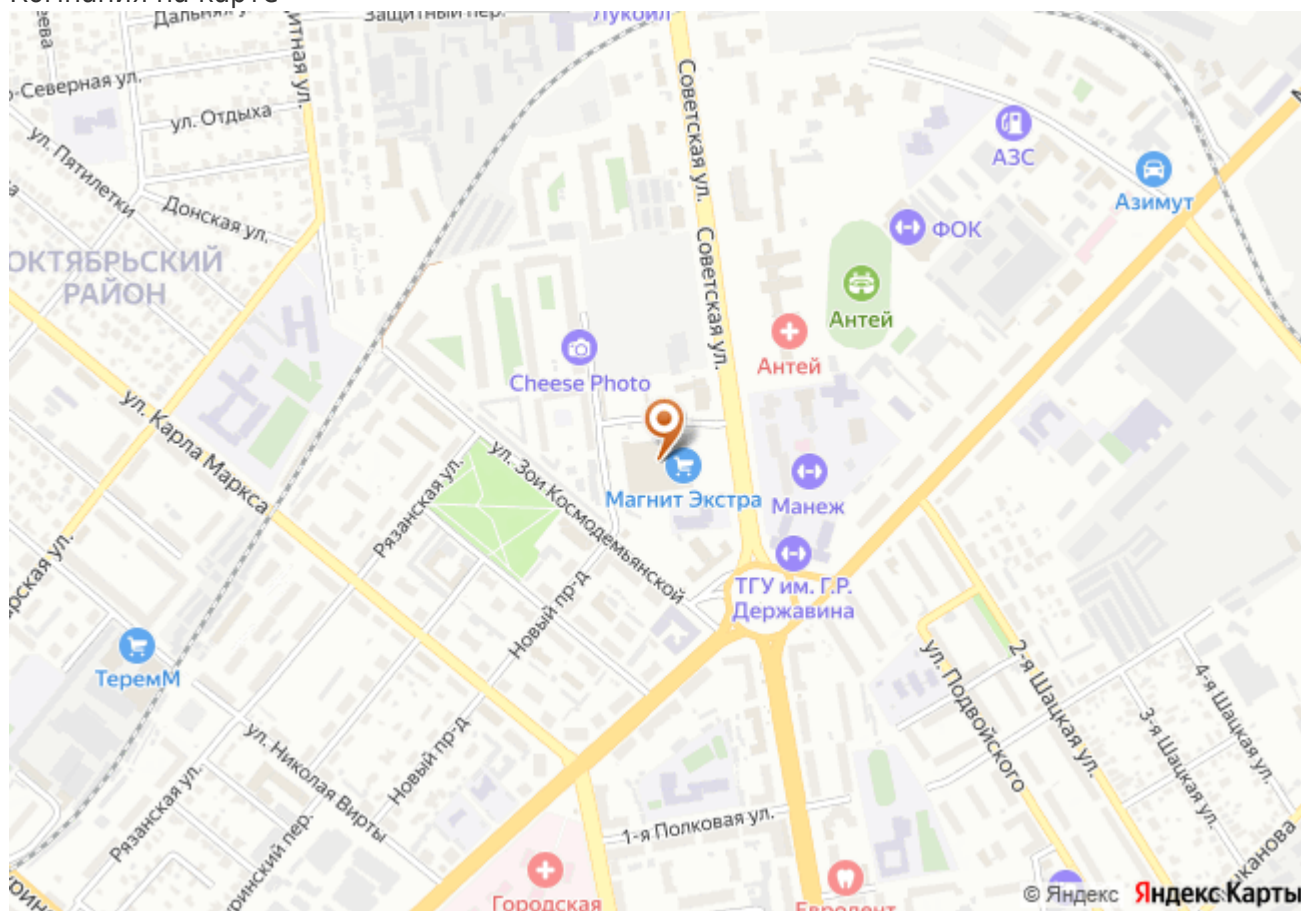 Компания на карте
Дальняя ул.
Защитный пер.
Лукойл
Советская ул.
ул. Отдыха
АЗС
ул. Пятилетки
Азимут
Донская ул.
ФОК
Советская ул.
ОКТЯБРЬСКИЙ
РАЙОН
Антей
Антей
Cheese Photo
ул. Карла Маркса
Рязанская ул.
ул. Зои Космодемьянской
Магнит Экстра
Манеж
ТГУ им. Г.Р.
Державина
Новый пр-д
ТеремМ
ул. Подвойского
2-я Шацкая ул.
4-я Шацкая ул.
3-я Шацкая ул.
ул. Николая Вирты
Новый пр-д
Рязанская ул.
1-я Полковая ул.
Городская
Евродент
© Яндекс Яндекс Карты